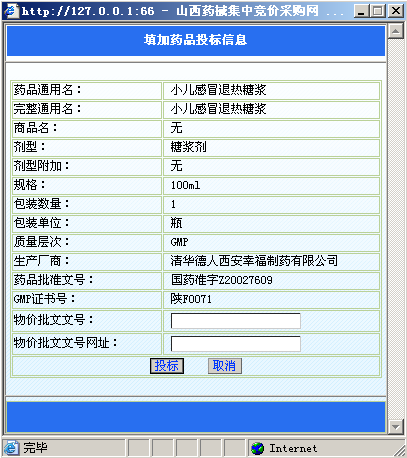 http://127.0.0.1:66 - 山西药械集中竞价采购网 ...
填加药品投标信息
药品通用名： 小儿感冒退热糖浆
完整通用名： 小儿感冒退热糖浆
商品名： 无
剂型： 糖浆剂
剂型附加： 无
规格： 100ml
包装数量： 1
包装单位： 瓶
质量层次： GMP
生产厂商： 清华德人西安幸福制药有限公司
药品批准文号： 国药准字Z20027609
GMP证书号： 陕F0071
物价批文文号：
物价批文文号网址：
投标 取消
完毕 Internet